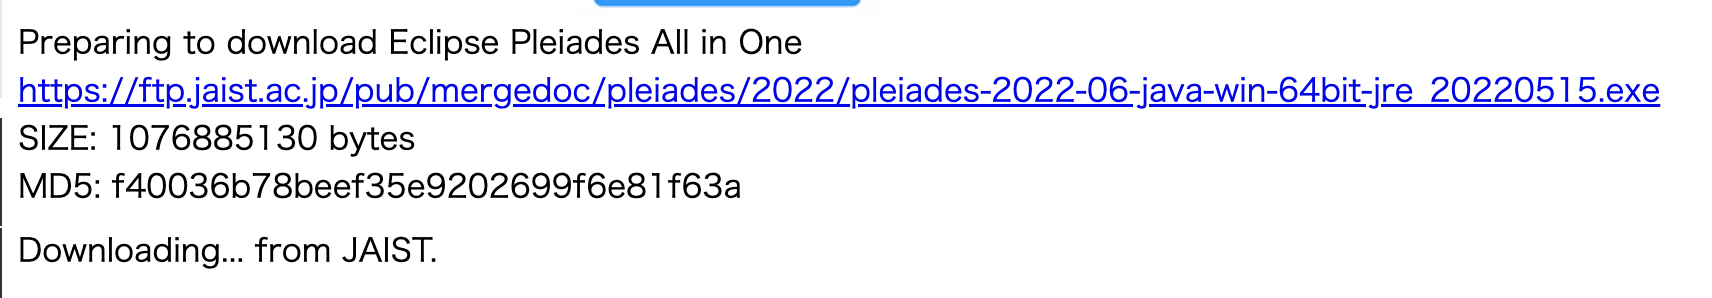 Preparing to download Eclipse Pleiades All in One
https://ftp.jaist.ac.jp/pub/mergedoc/pleiades/2022/pleiades-2022-06-java-win-64bit-jre_20220515.exe
SIZE: 1076885130 bytes
MD5: f40036b78beef35e9202699f6e81f63a
Downloading... from JAIST.